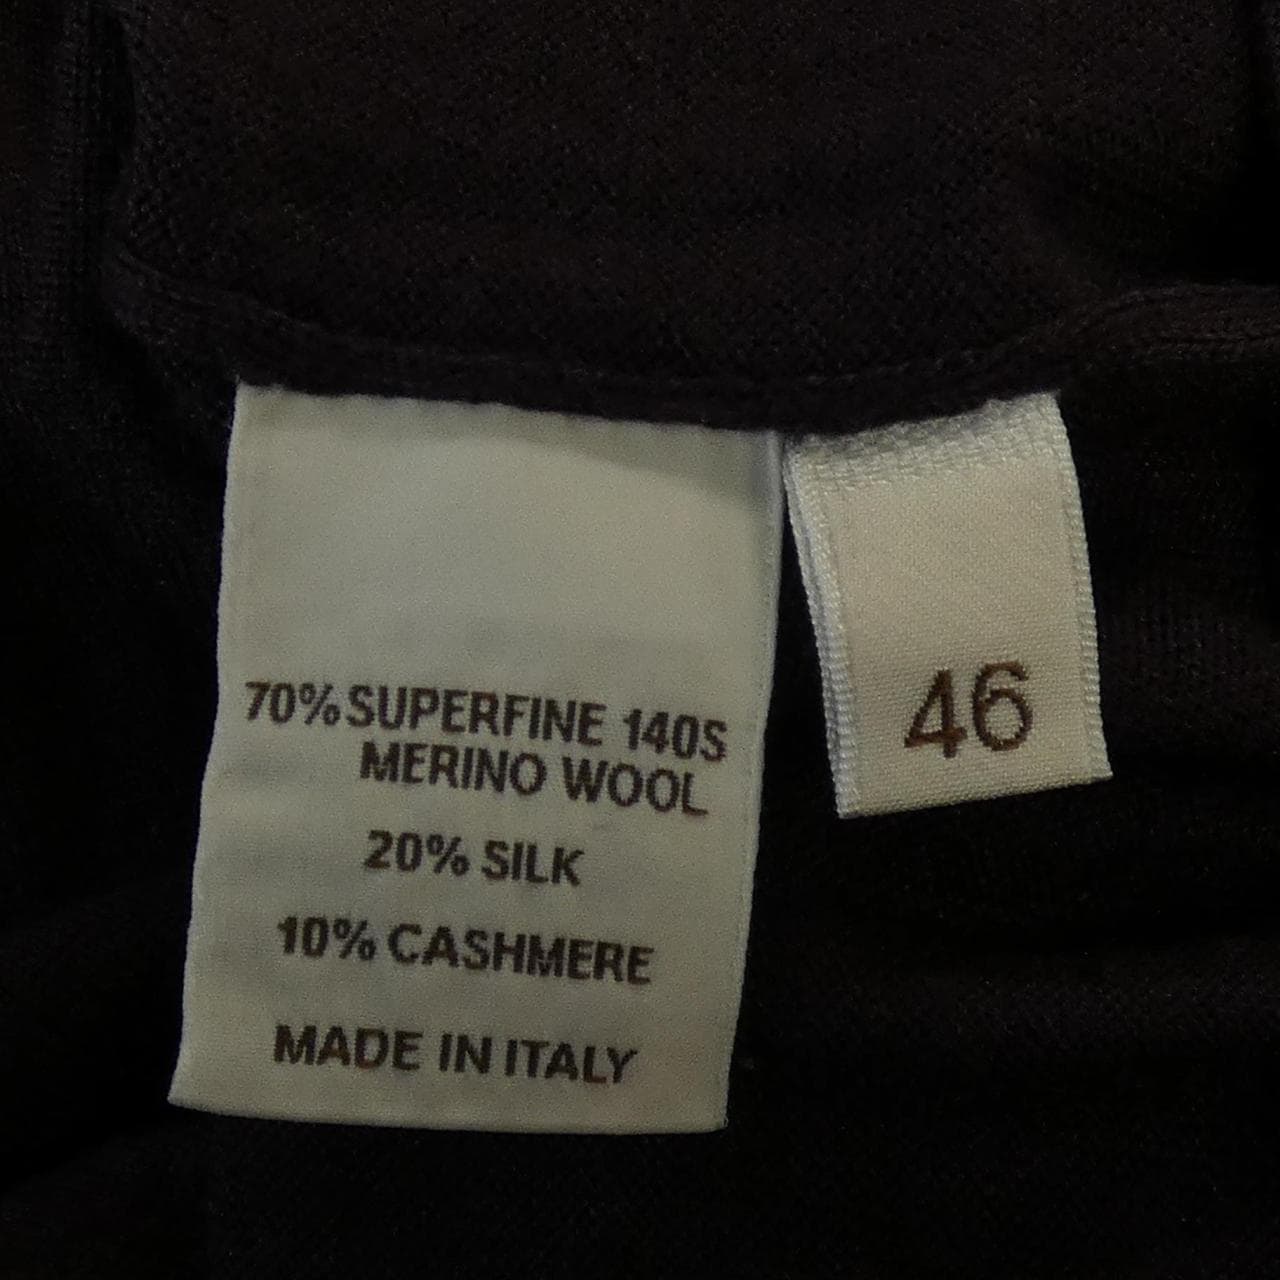 70% SUPERFINE 140S
MERINO WOOL
20% SILK
10% CASHMERE
MADE IN ITALY
46